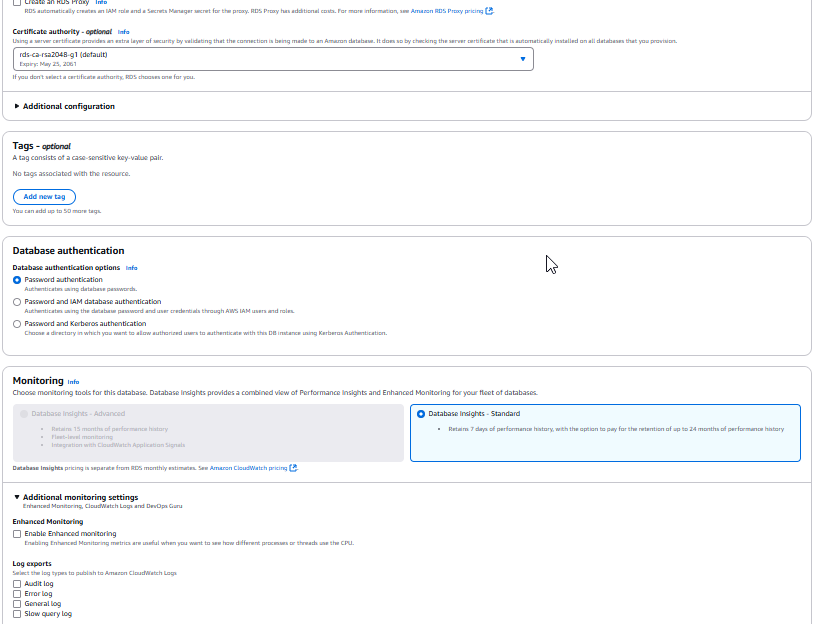 Create an RDS Proxy Info
RDS automatically creates an IAM role and a Secrets Manager secret for the proxy. RDS Proxy has additional costs. For more information, see Amazon RDS Proxy pricing
Certificate authority - optional Info
Using a server certificate provides an extra layer of security by validating that the connection is being made to an Amazon database. It does so by checking the server certificate that is automatically installed on all databases that you provision.
rds-ca-rsa2048-g1 (default)
Expiry: May 25, 2061
If you don't select a certificate authority, RDS chooses one for you.
Additional configuration
Tags - optional
A tag consists of a case-sensitive key-value pair.
No tags associated with the resource.
Add new tag
You can add up to 50 more tags.
Database authentication
Database authentication options Info
Password authentication
Authenticates using database passwords.
Password and IAM database authentication
Authenticates using the database password and user credentials through AWS IAM users and roles.
Password and Kerberos authentication
Choose a directory in which you want to allow authorized users to authenticate with this DB instance using Kerberos Authentication.
Monitoring Info
Choose monitoring tools for this database. Database Insights provides a combined view of Performance Insights and Enhanced Monitoring for your fleet of databases.
Database Insights - Advanced
Retains 15 months of performance history
Fleet-level monitoring
Integration with CloudWatch Application Signals
Database Insights - Standard
Retains 7 days of performance history, with the option to pay for the retention of up to 24 months of performance history
Database Insights pricing is separate from RDS monthly estimates. See Amazon CloudWatch pricing
Additional monitoring settings
Enhanced Monitoring, CloudWatch Logs and DevOps Guru
Enhanced Monitoring
Enable Enhanced monitoring
Enabling Enhanced Monitoring metrics are useful when you want to see how different processes or threads use the CPU.
Log exports
Select the log types to publish to Amazon CloudWatch Logs
Audit log
Error log
General log
Slow query log